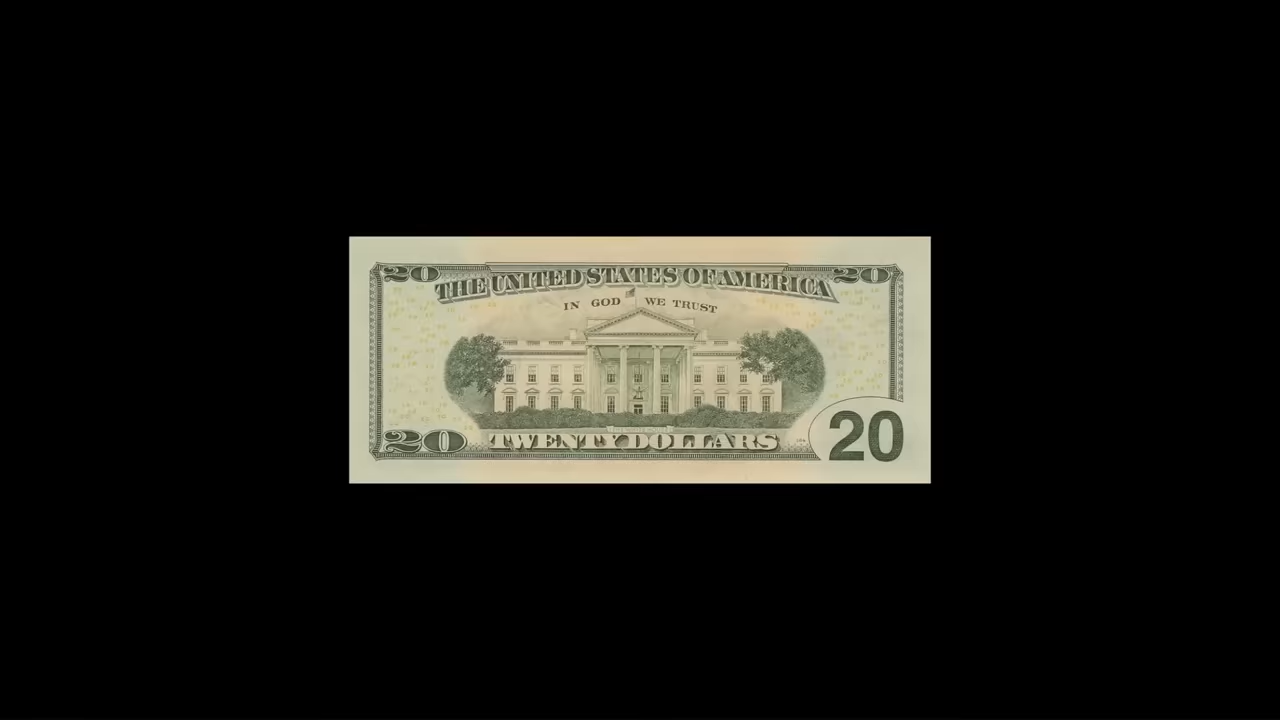 20 THE UNITED STATES OF AMERICA 20
IN GOD WE TRUST
20 TWENTY DOLLARS 20